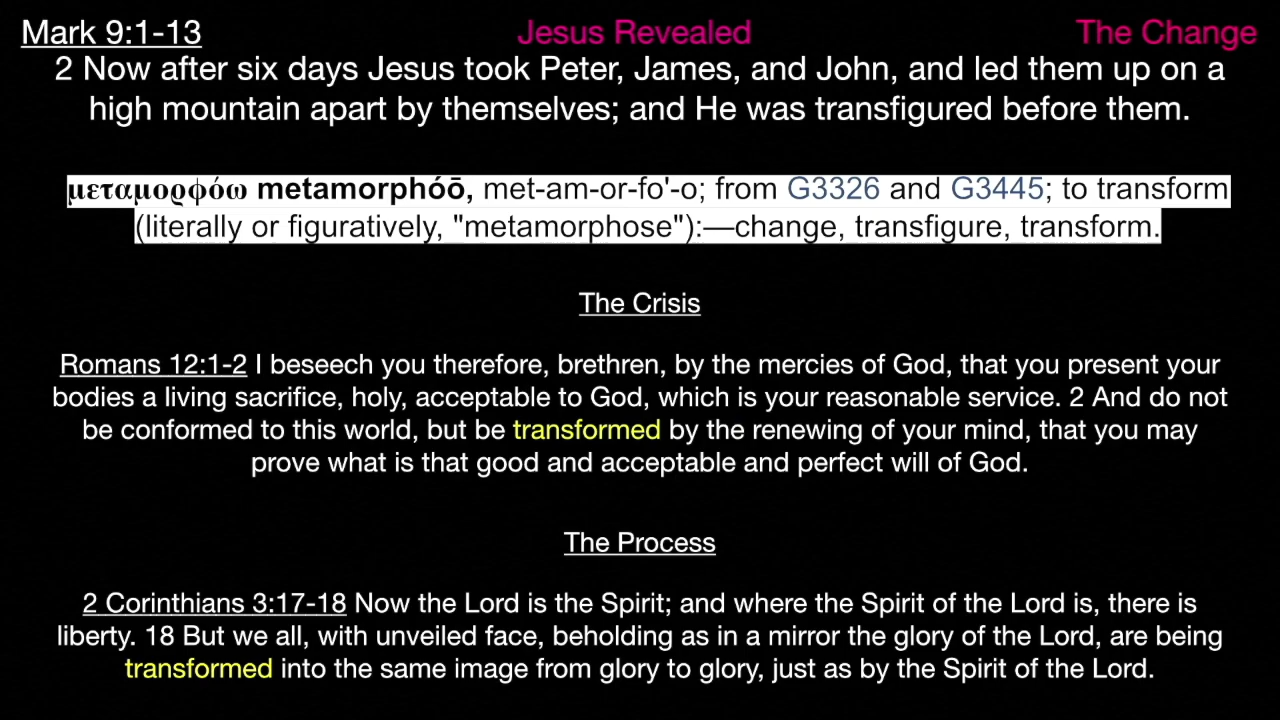 Mark 9:1-13 Jesus Revealed The Change
2 Now after six days Jesus took Peter, James, and John, and led them up on a
high mountain apart by themselves; and He was transfigured before them.
μεταμορφόω metamorphóō, met-am-or-fo'-o; from G3326 and G3445; to transform
(literally or figuratively, "metamorphose"):—change, transfigure, transform.
The Crisis
Romans 12:1-2 I beseech you therefore, brethren, by the mercies of God, that you present your
bodies a living sacrifice, holy, acceptable to God, which is your reasonable service. 2 And do not
be conformed to this world, but be transformed by the renewing of your mind, that you may
prove what is that good and acceptable and perfect will of God.
The Process
2 Corinthians 3:17-18 Now the Lord is the Spirit; and where the Spirit of the Lord is, there is
liberty. 18 But we all, with unveiled face, beholding as in a mirror the glory of the Lord, are being
transformed into the same image from glory to glory, just as by the Spirit of the Lord.